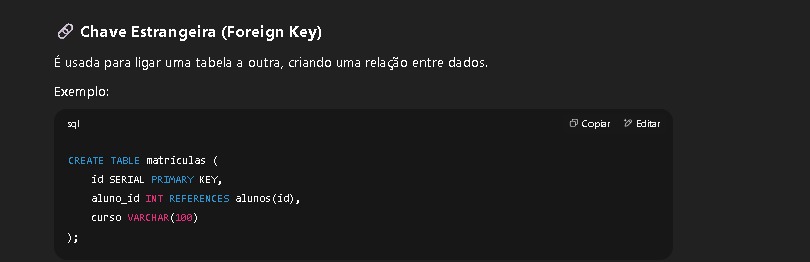 🔗 Chave Estrangeira (Foreign Key)
É usada para ligar uma tabela a outra, criando uma relação entre dados.
Exemplo:
sql Copiar Editar
CREATE TABLE matriculas (
    id SERIAL PRIMARY KEY,
    aluno_id INT REFERENCES alunos(id),
    curso VARCHAR(100)
);